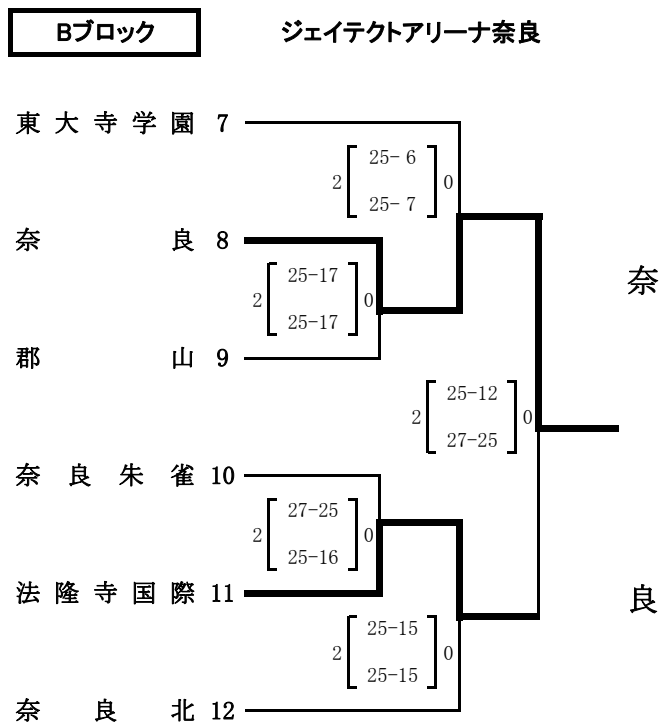 Bブロック ジェイテクトアリーナ奈良
東大寺学園 7
2 25- 6 0
25- 7
奈良 8
2 25-17 0
25-17
郡山 9
2 25-12 0
27-25
奈良朱雀 10
2 27-25 0
25-16
法隆寺国際 11
2 25-15 0
25-15
奈良北 12
奈良